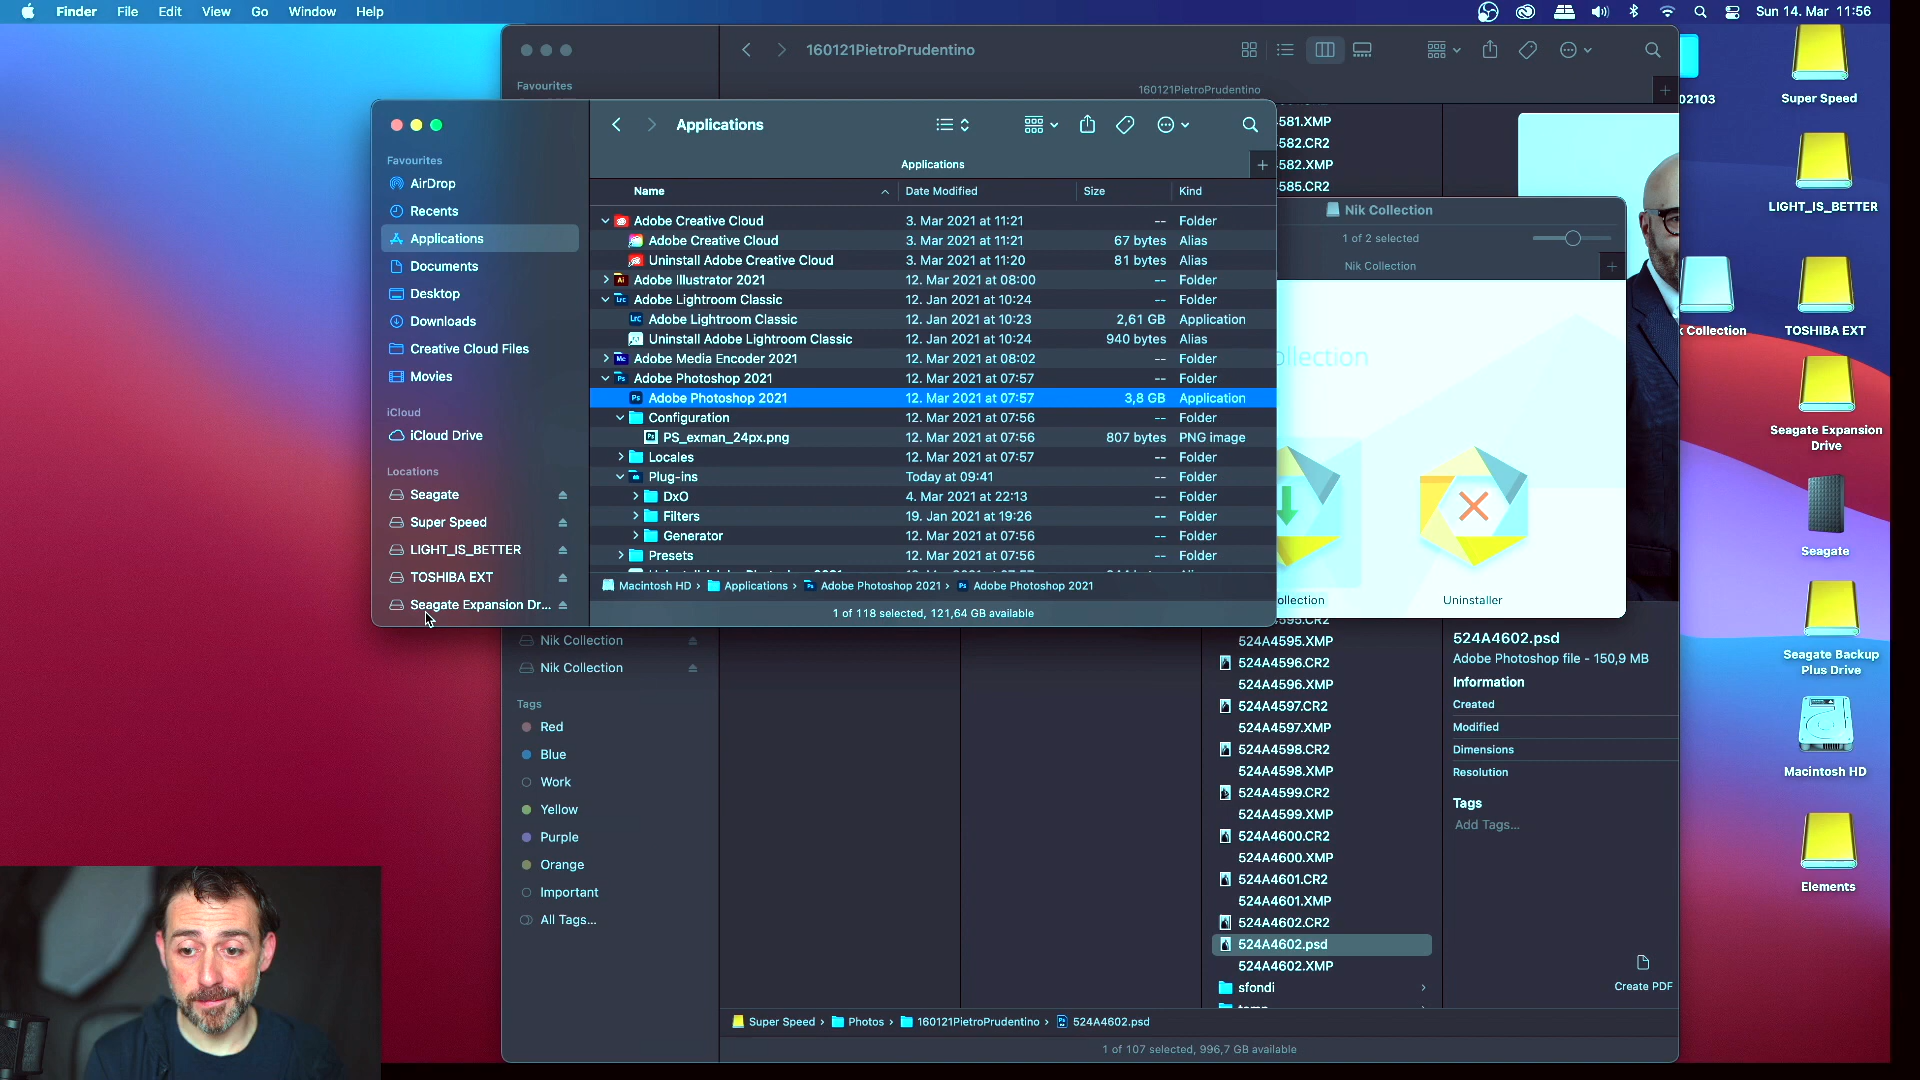 Finder File Edit View Go Window Help
Sun 14. Mar 11:56
160121PietroPrudentino
Favourites
160121PietroPrudentino
Applications
Applications
Favourites
AirDrop
Recents
Applications
Documents
Desktop
Downloads
Creative Cloud Files
Movies
iCloud
iCloud Drive
Locations
Seagate
Super Speed
LIGHT_IS_BETTER
TOSHIBA EXT
Seagate Expansion Dr...
Name Date Modified Size Kind
Adobe Creative Cloud 3. Mar 2021 at 11:21 -- Folder
Adobe Creative Cloud 3. Mar 2021 at 11:21 67 bytes Alias
Uninstall Adobe Creative Cloud 3. Mar 2021 at 11:20 81 bytes Alias
Adobe Illustrator 2021 12. Mar 2021 at 08:00 -- Folder
Adobe Lightroom Classic 12. Jan 2021 at 10:24 -- Folder
Adobe Lightroom Classic 12. Jan 2021 at 10:23 2,61 GB Application
Uninstall Adobe Lightroom Classic 12. Jan 2021 at 10:24 940 bytes Alias
Adobe Media Encoder 2021 12. Mar 2021 at 08:02 -- Folder
Adobe Photoshop 2021 12. Mar 2021 at 07:57 -- Folder
Adobe Photoshop 2021 12. Mar 2021 at 07:57 3,8 GB Application
Configuration 12. Mar 2021 at 07:56 -- Folder
PS_exman_24px.png 12. Mar 2021 at 07:56 807 bytes PNG image
Locales 12. Mar 2021 at 07:57 -- Folder
Plug-ins Today at 09:41 -- Folder
DxO 4. Mar 2021 at 22:13 -- Folder
Filters 19. Jan 2021 at 19:26 -- Folder
Generator 12. Mar 2021 at 07:56 -- Folder
Presets 12. Mar 2021 at 07:56 -- Folder
Macintosh HD › Applications › Adobe Photoshop 2021 › Adobe Photoshop 2021
1 of 118 selected, 121,64 GB available
-581.XMP
-582.CR2
-582.XMP
-585.CR2
Nik Collection
1 of 2 selected
Nik Collection
ollection
ollection
Uninstaller
Nik Collection
Nik Collection
Tags
Red
Blue
Work
Yellow
Purple
Orange
Important
All Tags...
524A4595.XMP
524A4596.CR2
524A4596.XMP
524A4597.CR2
524A4597.XMP
524A4598.CR2
524A4598.XMP
524A4599.CR2
524A4599.XMP
524A4600.CR2
524A4600.XMP
524A4601.CR2
524A4601.XMP
524A4602.CR2
524A4602.psd
524A4602.XMP
sfondi
524A4602.psd
Adobe Photoshop file - 150,9 MB
Information
Created
Modified
Dimensions
Resolution
Tags
Add Tags...
Create PDF
Super Speed › Photos › 160121PietroPrudentino › 524A4602.psd
1 of 107 selected, 996,7 GB available
02103
Super Speed
LIGHT_IS_BETTER
k Collection
TOSHIBA EXT
Seagate Expansion
Drive
Seagate
Seagate Backup
Plus Drive
Macintosh HD
Elements